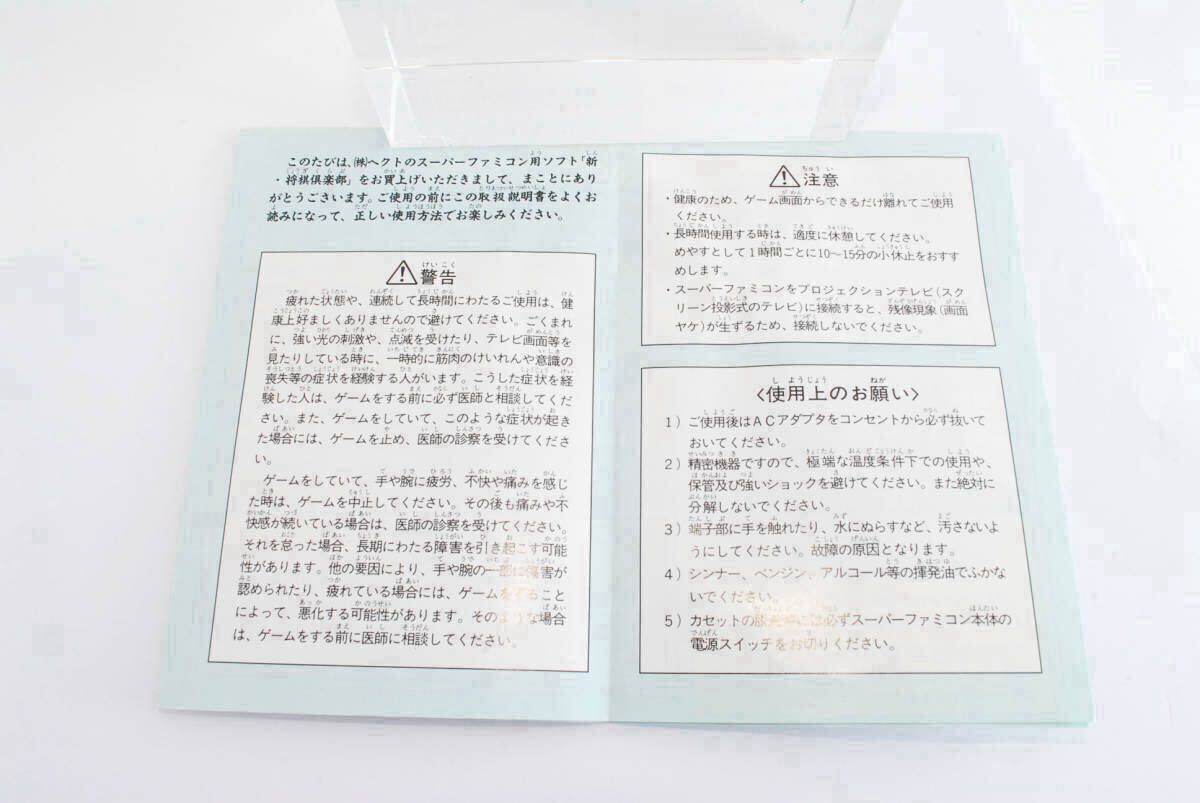 このたびは、㈱ヘクトのスーパーファミコン用ソフト「新
・将棋倶楽部」をお買上げいただきまして、まことにあり
がとうございます。ご使用の前にこの取扱説明書をよくお
読みになって、正しい使用方法でお楽しみください。
⚠警告
疲れた状態や、連続して長時間にわたるご使用は、健
康上好ましくありませんので避けてください。ごくまれ
に、強い光の刺激や、点滅を受けたり、テレビ画面等を
見たりしている時に、一時的に筋肉のけいれんや意識の
喪失等の症状を経験する人がいます。こうした症状を経
験した人は、ゲームをする前に必ず医師と相談してくだ
さい。また、ゲームをしていて、このような症状が起き
た場合には、ゲームを止め、医師の診察を受けてくださ
い。
ゲームをしていて、手や腕に疲労、不快や痛みを感じ
た時は、ゲームを中止してください。その後も痛みや不
快感が続いている場合は、医師の診察を受けてください。
それを怠った場合、長期にわたる障害を引き起こす可能
性があります。他の要因により、手や腕の一部に傷害が
認められたり、疲れている場合には、ゲームをすること
によって、悪化する可能性があります。そのような場合
は、ゲームをする前に医師に相談してください。
⚠注意
・健康のため、ゲーム画面からできるだけ離れてご使用
ください。
・長時間使用する時は、適度に休憩してください。
めやすとして1時間ごとに10〜15分の小休止をおすす
めします。
・スーパーファミコンをプロジェクションテレビ(スク
リーン投影式のテレビ)に接続すると、残像現象(画面
ヤケ)が生ずるため、接続しないでください。
〈使用上のお願い〉
1）ご使用後はACアダプタをコンセントから必ず抜いて
おいてください。
2）精密機器ですので、極端な温度条件下での使用や、
保管及び強いショックを避けてください。また絶対に
分解しないでください。
3）端子部に手を触れたり、水にぬらすなど、汚さないよ
うにしてください。故障の原因となります。
4）シンナー、ベンジン、アルコール等の揮発油でふかな
いでください。
5）カセットの脱着時には必ずスーパーファミコン本体の
電源スイッチをお切りください。